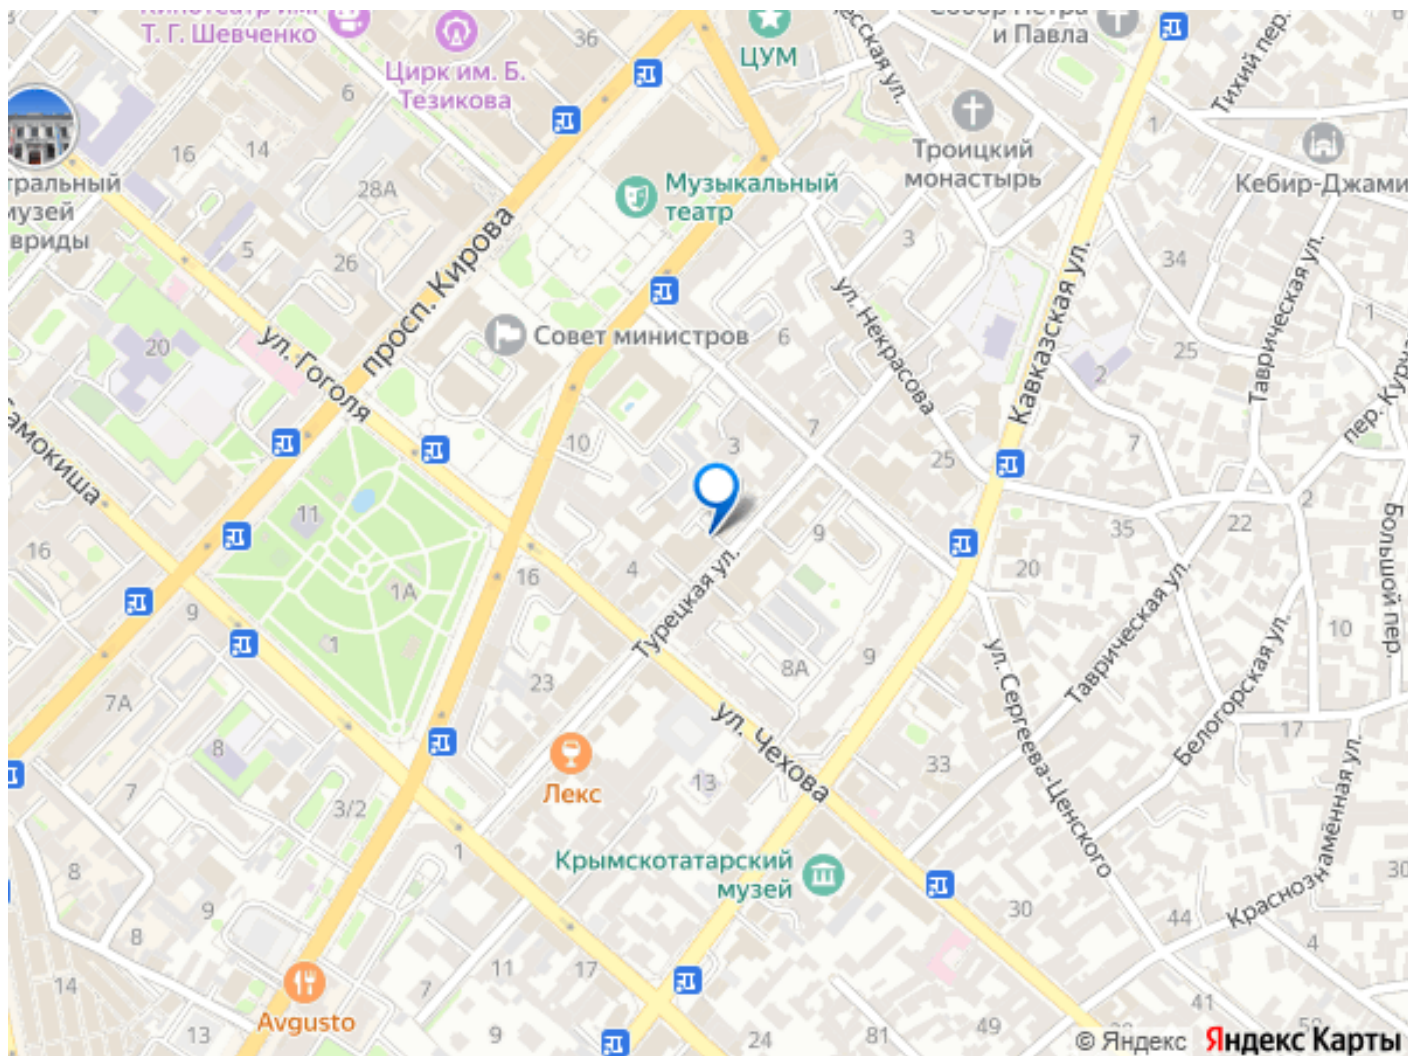 Т. Г. Шевченко
Цирк им. Б.
Тезикова
36
6
ЦУМ
и Павла
Тихий пер.
1
16
14
28А
Троицкий
монастырь
Кебир-Джами
Музыкальный
театр
5
26
просп. Кирова
3
34
Кавказская ул.
Таврическая ул.
1
ул. Некрасова
6
25
2
Совет министров
20
ул. Гоголя
10
3
7
25
7
2
11
16
9
35
22
Большой пер.
1А
16
4
Турецкая ул.
20
Таврическая ул.
10
9
1
8А
9
ул. Сергеева-Ценского
Белогорская ул.
23
7А
8
ул. Чехова
17
Лекс
13
33
Краснознамённая ул.
7
3/2
1
Крымскотатарский
музей
8
9
8
30
44
4
30
11
17
7
14
Avgusto
13
9
24
81
49
41
© Яндекс
Яндекс Карты